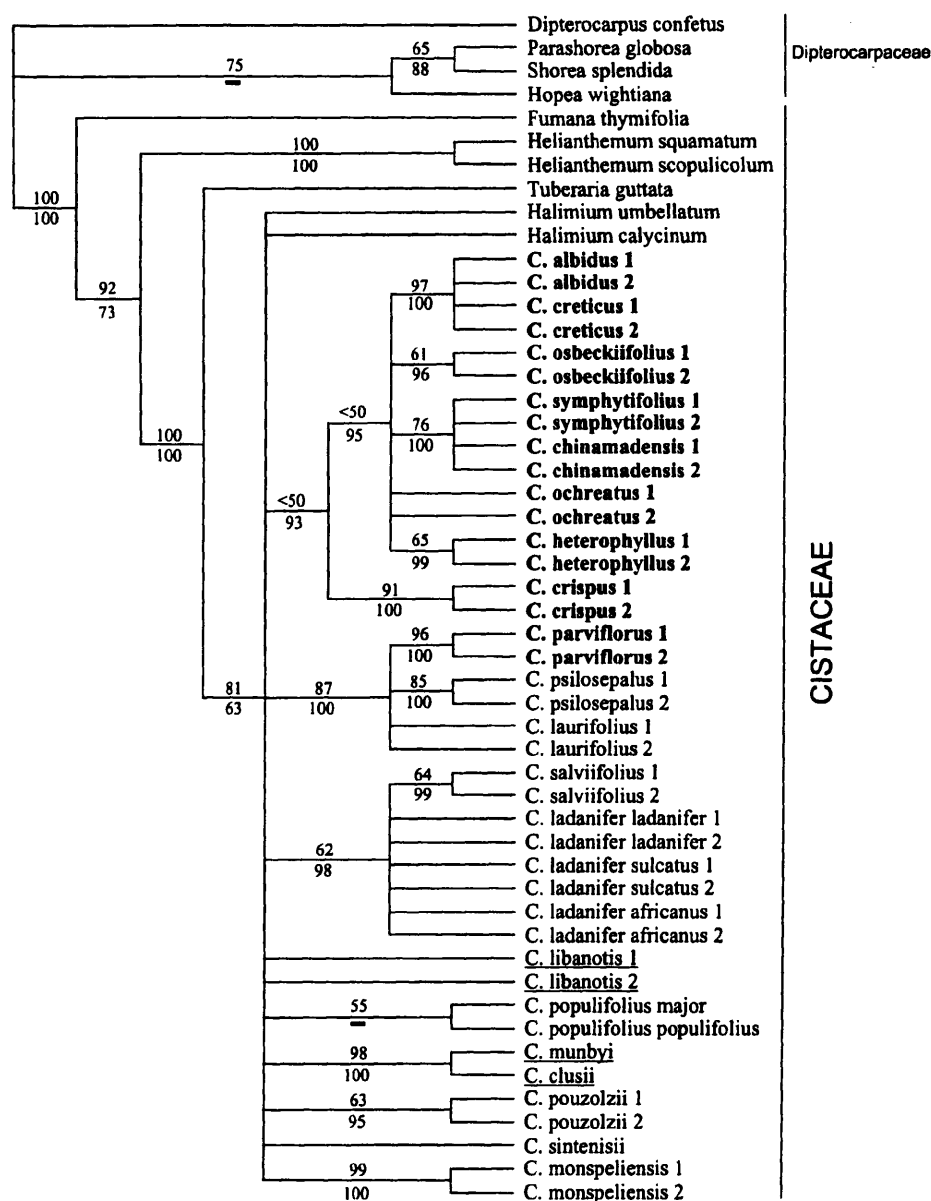 Dipterocarpus confetus
65
Parashorea globosa
Dipterocarpaceae
75
88
Shorea splendida
Hopea wightiana
Fumana thymifolia
100
Helianthemum squamatum
100
Helianthemum scopulicolum
100
Tuberaria guttata
100
Halimium umbellatum
Halimium calycinum
C. albidus 1
92
97
C. albidus 2
73
100
C. creticus 1
C. creticus 2
61
C. osbeckiifolius 1
96
C. osbeckiifolius 2
C. symphytifolius 1
<50
76
C. symphytifolius 2
100
95
100
C. chinamadensis 1
100
C. chinamadensis 2
<50
C. ochreatus 1
93
C. ochreatus 2
65
C. heterophyllus 1
99
C. heterophyllus 2
91
C. crispus 1
100
C. crispus 2
CISTACEAE
96
C. parviflorus 1
100
C. parviflorus 2
81
87
85
C. psilosepalus 1
63
100
100
C. psilosepalus 2
C. laurifolius 1
C. laurifolius 2
64
C. salviifolius 1
99
C. salviifolius 2
C. ladanifer ladanifer 1
C. ladanifer ladanifer 2
62
C. ladanifer sulcatus 1
98
C. ladanifer sulcatus 2
C. ladanifer africanus 1
C. ladanifer africanus 2
C. libanotis 1
C. libanotis 2
55
C. populifolius major
C. populifolius populifolius
98
C. munbyi
100
C. clusii
63
C. pouzolzii 1
95
C. pouzolzii 2
C. sintenisii
99
C. monspeliensis 1
100
C. monspeliensis 2